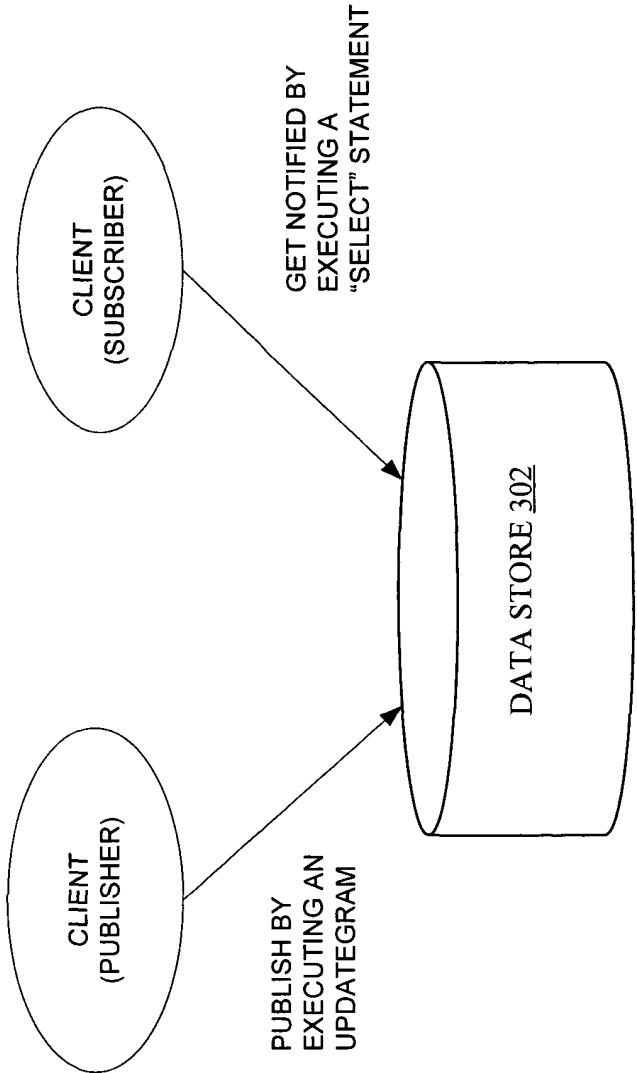 CLIENT
(PUBLISHER)
CLIENT
(SUBSCRIBER)
PUBLISH BY
EXECUTING AN
UPDATEGRAM
GET NOTIFIED BY
EXECUTING A
“SELECT” STATEMENT
DATA STORE 302